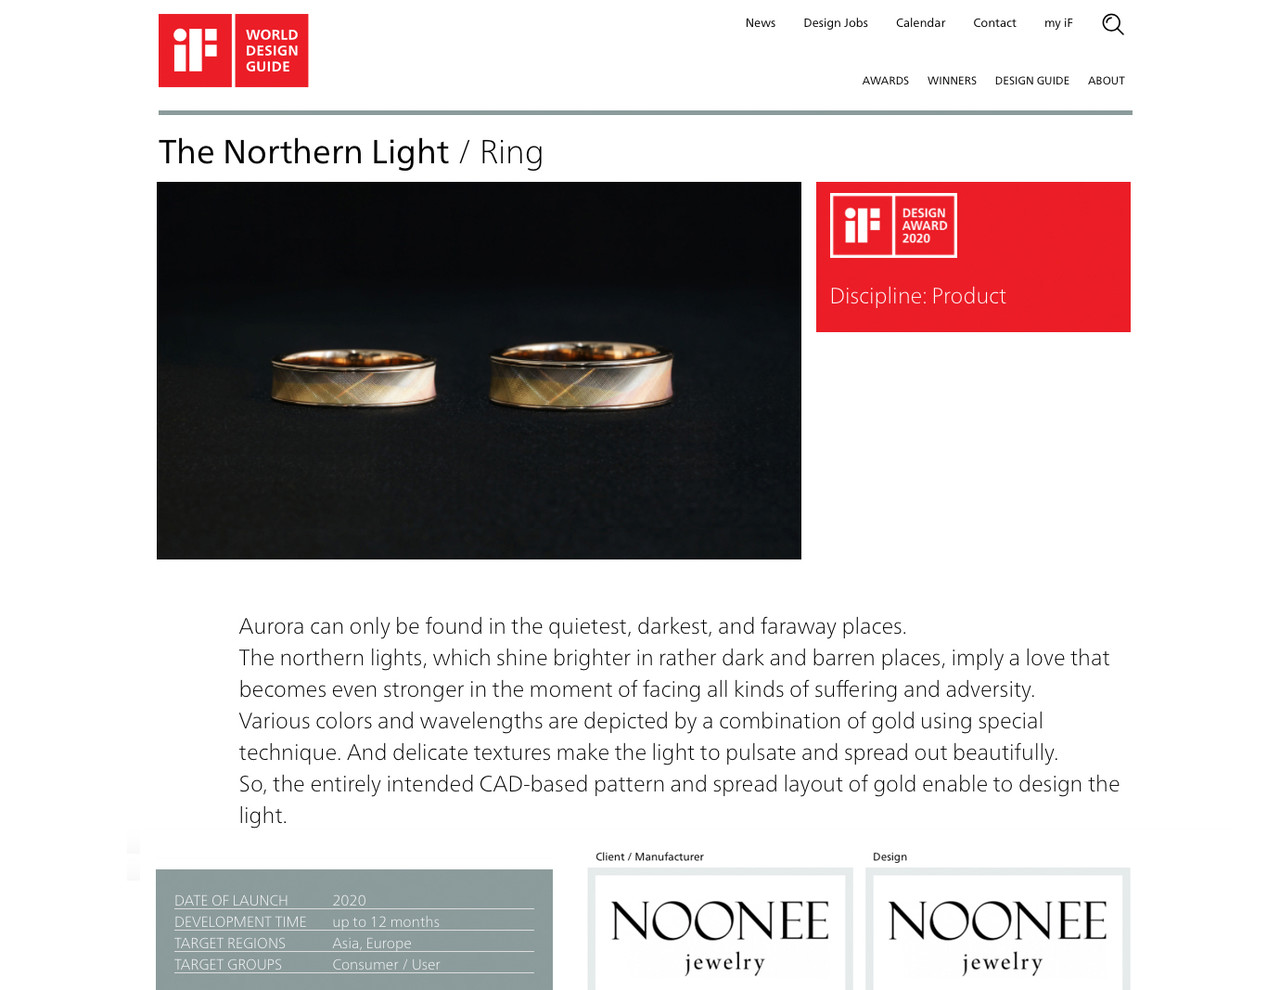 iF WORLD
DESIGN
GUIDE
News Design Jobs Calendar Contact my iF
AWARDS WINNERS DESIGN GUIDE ABOUT
The Northern Light / Ring
iF DESIGN
AWARD
2020
Discipline: Product
Aurora can only be found in the quietest, darkest, and faraway places.
The northern lights, which shine brighter in rather dark and barren places, imply a love that
becomes even stronger in the moment of facing all kinds of suffering and adversity.
Various colors and wavelengths are depicted by a combination of gold using special
technique. And delicate textures make the light to pulsate and spread out beautifully.
So, the entirely intended CAD-based pattern and spread layout of gold enable to design the
light.
DATE OF LAUNCH 2020
DEVELOPMENT TIME up to 12 months
TARGET REGIONS Asia, Europe
TARGET GROUPS Consumer / User
Client / Manufacturer
NOONEE
jewelry
Design
NOONEE
jewelry